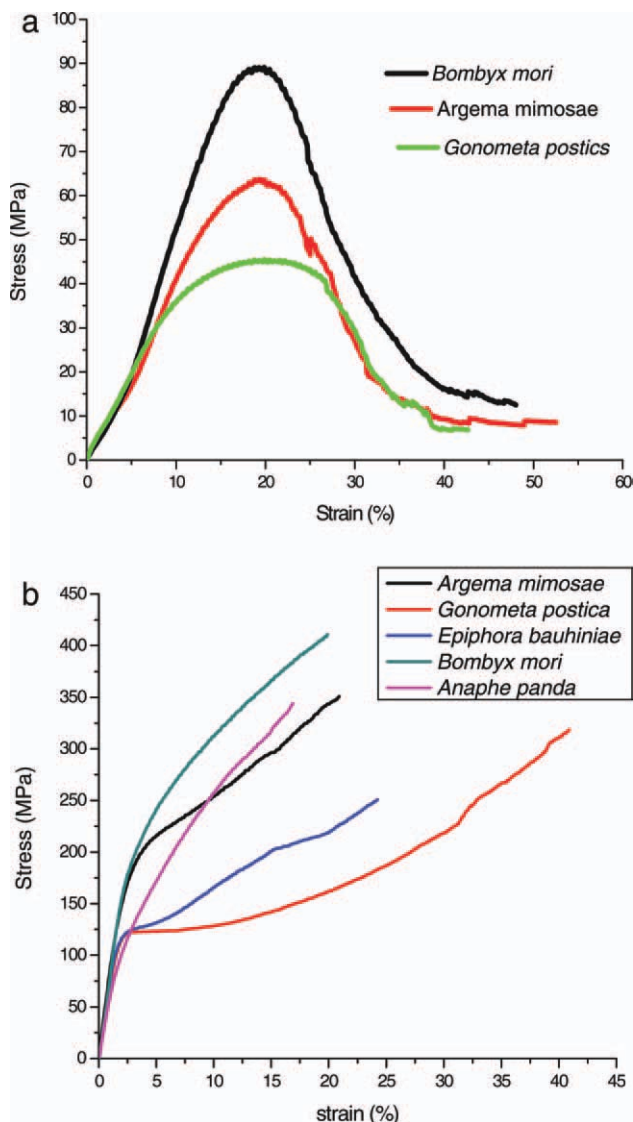 a
100
90
80
70
60
50
40
30
20
10
0
Stress (MPa)
Bombyx mori
Argema mimosae
Gonometa postics
0 10 20 30 40 50 60
Strain (%)
b
450
400
350
300
250
200
150
100
50
0
Stress (MPa)
Argema mimosae
Gonometa postica
Epiphora bauhiniae
Bombyx mori
Anaphe panda
0 5 10 15 20 25 30 35 40 45
strain (%)